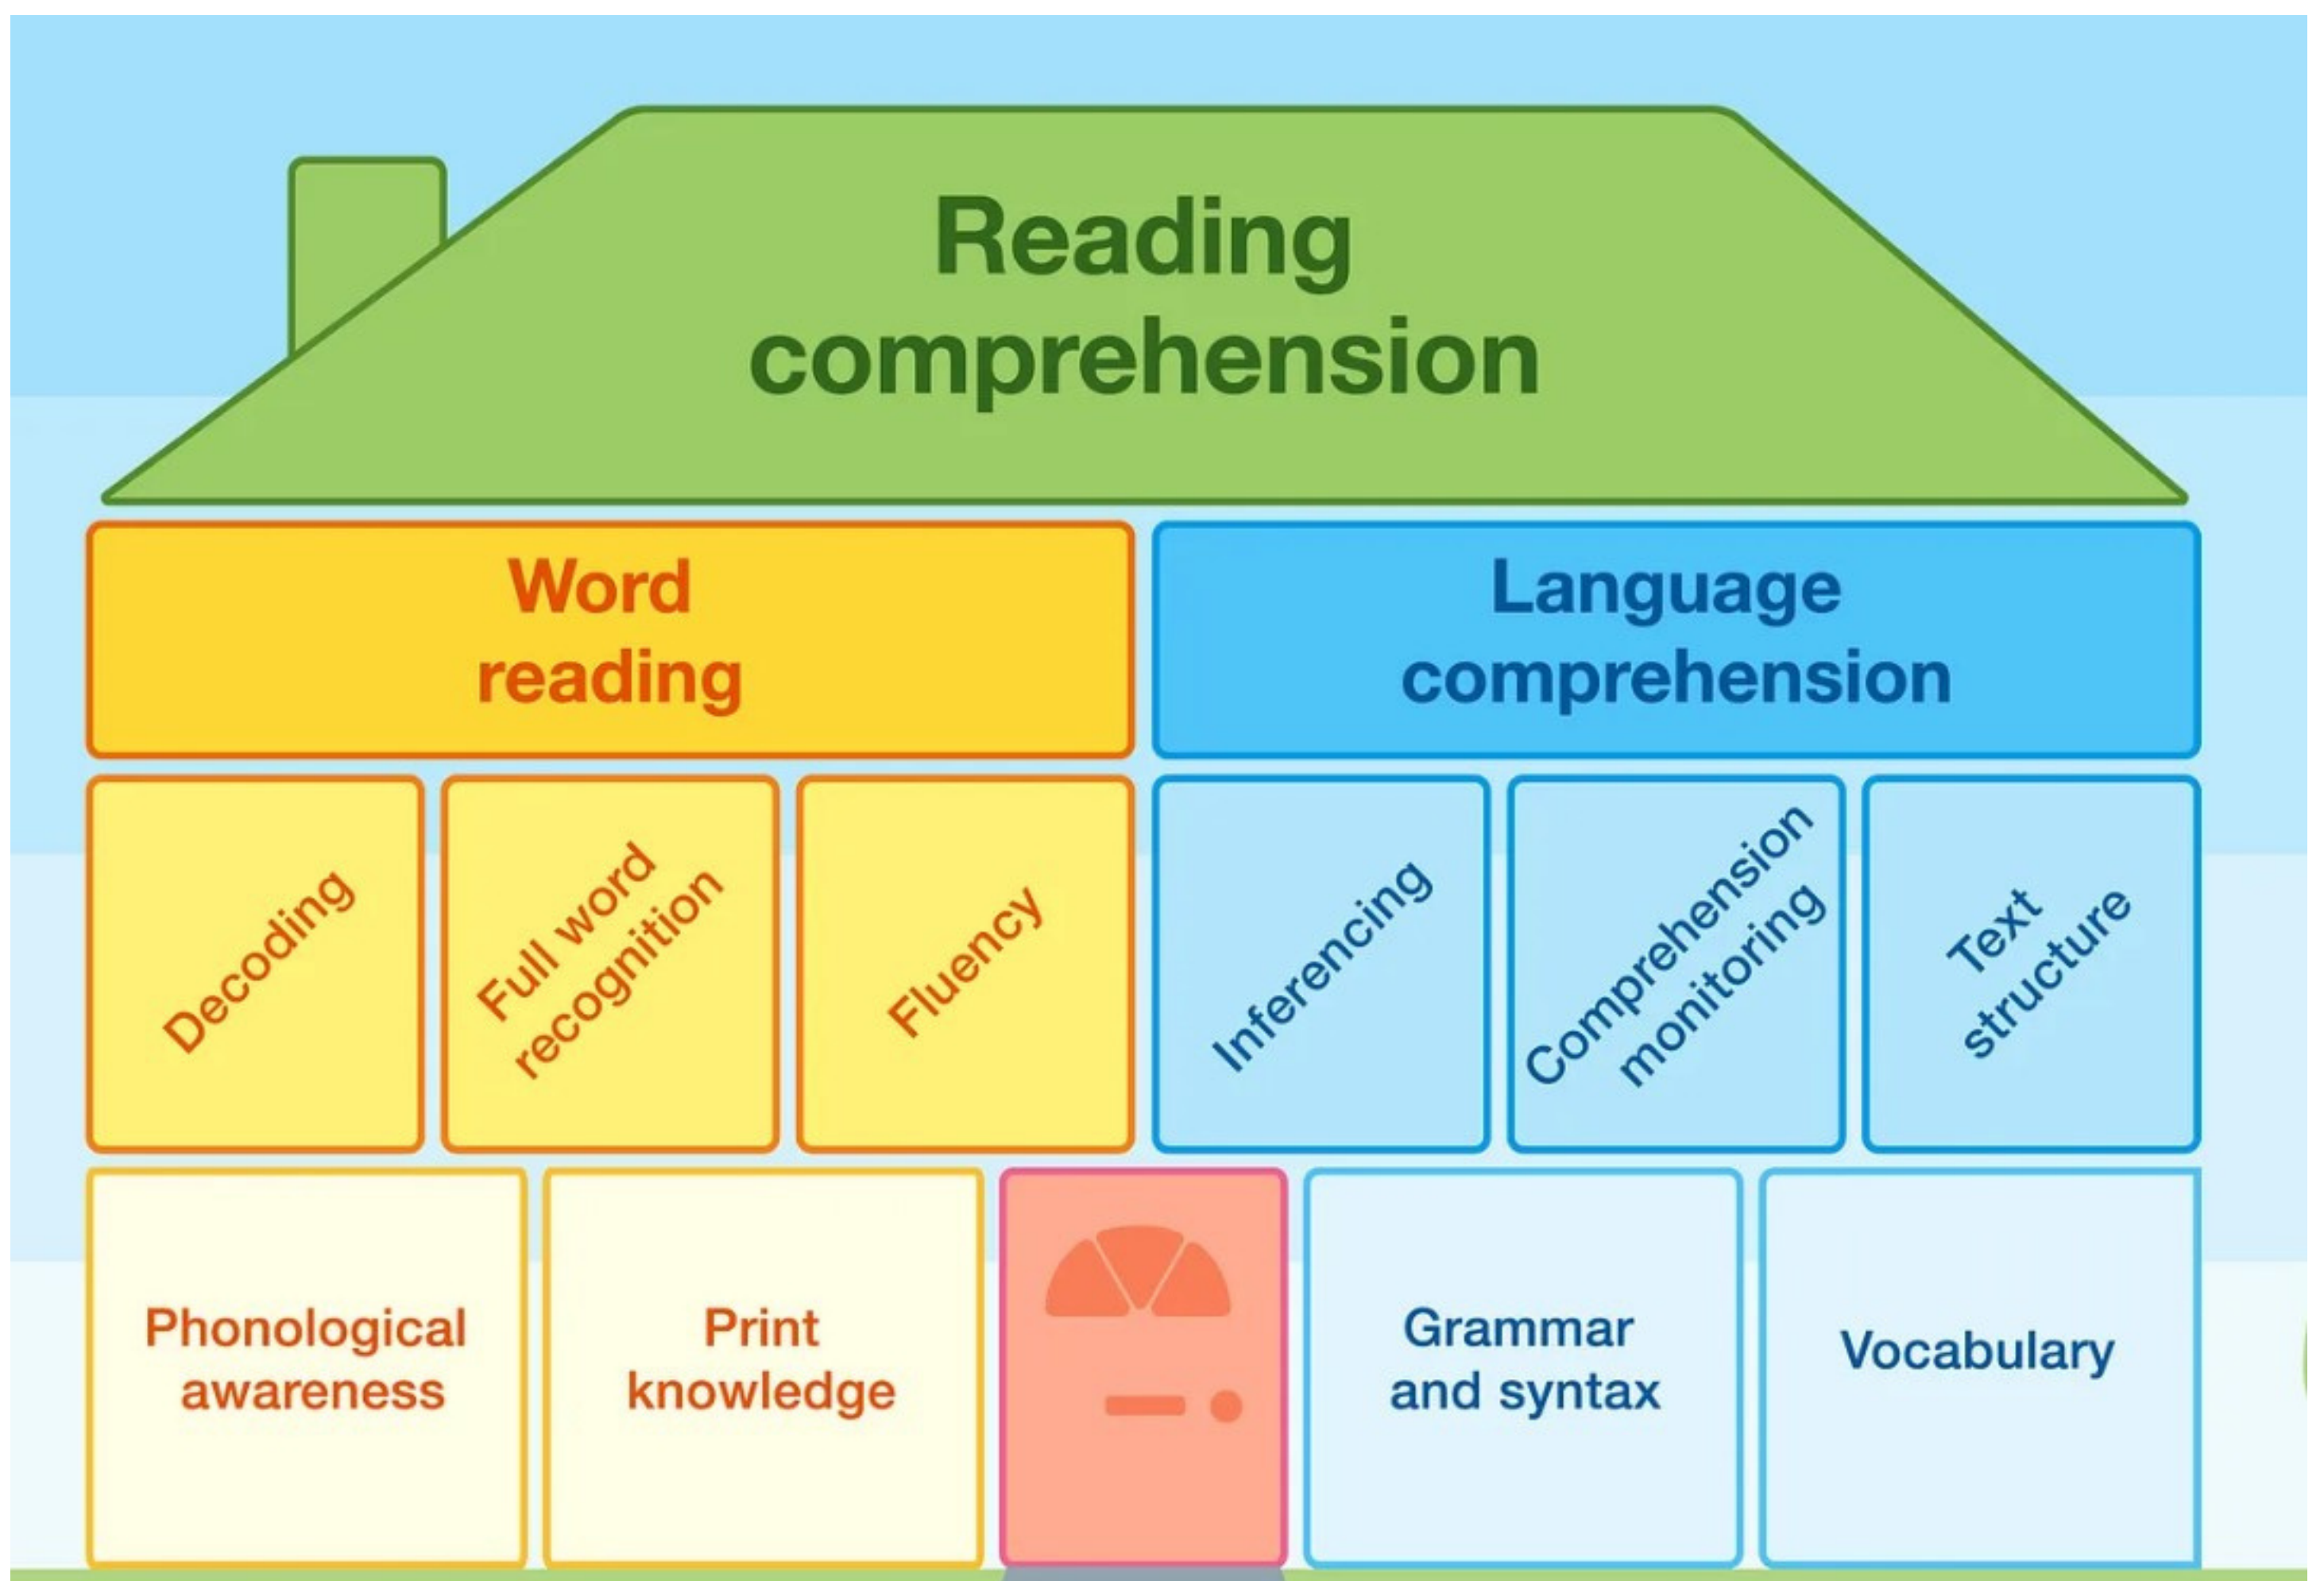 Reading
comprehension
Word
reading
Language
comprehension
Decoding
Full word
recognition
Fluency
Inferencing
Comprehension
monitoring
Text
structure
Phonological
awareness
Print
knowledge
Grammar
and syntax
Vocabulary